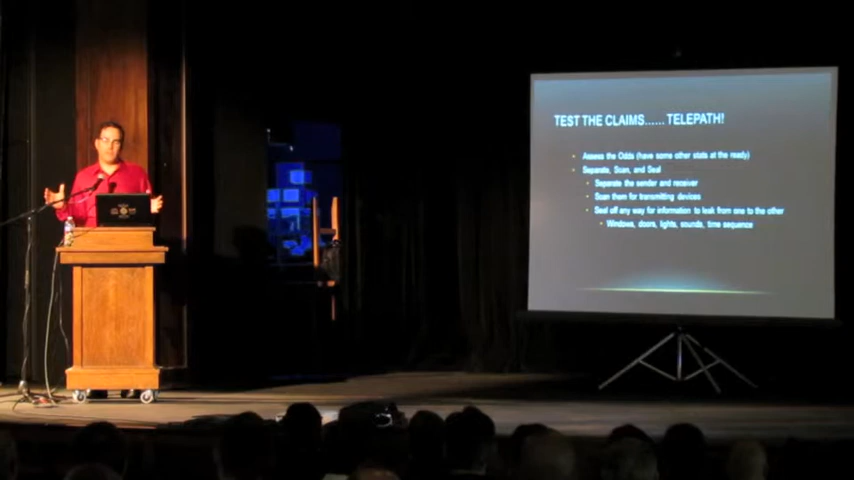 TEST THE CLAIMS...... TELEPATH!
Assess the Odds (have some other stats at the ready)
Separate, Scan, and Seal
Separate the sender and receiver
Scan them for transmitting devices
Seal off any way for information to leak from one to the other
Windows, doors, lights, sounds, time sequence